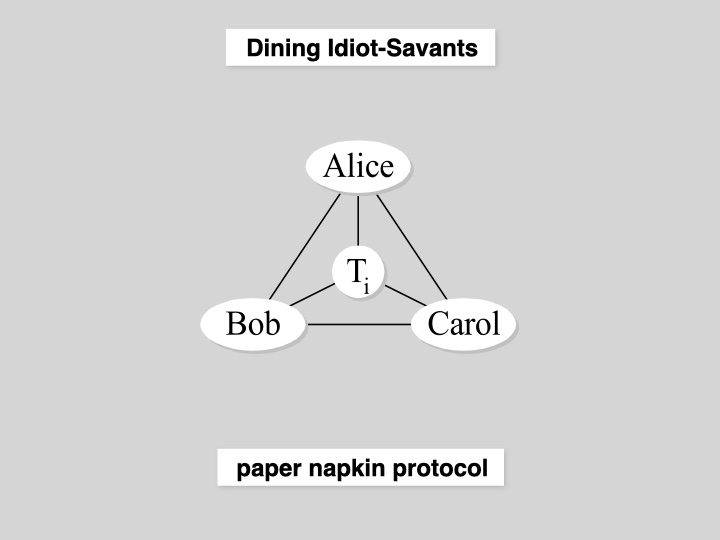 Dining Idiot-Savants
Alice
Ti
Bob
Carol
paper napkin protocol